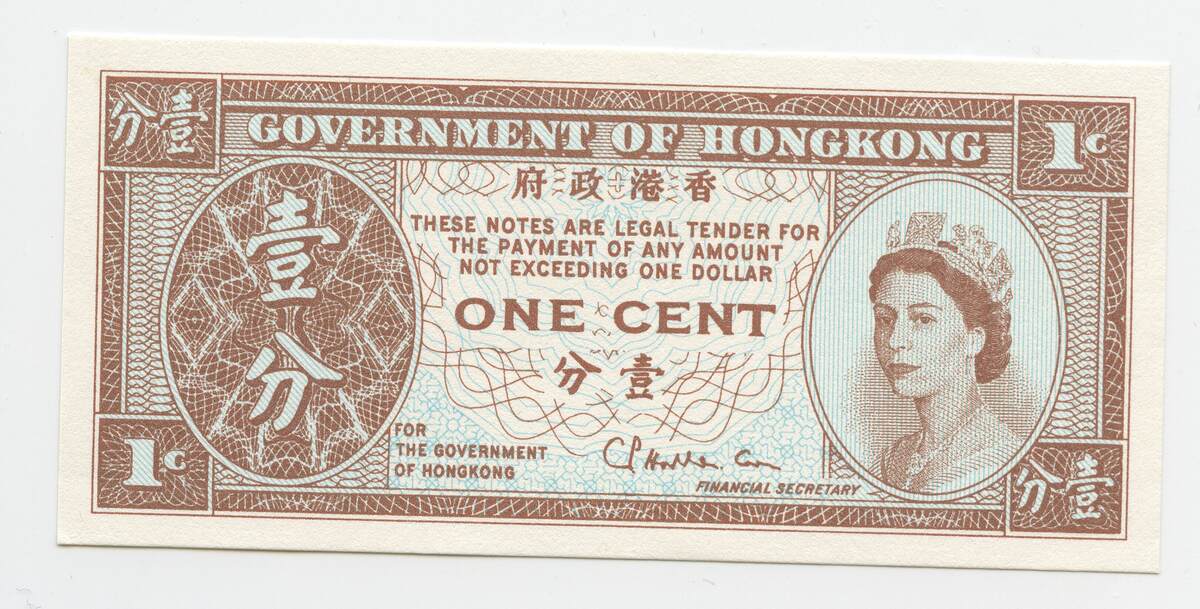 分壹
GOVERNMENT OF HONGKONG
1C
府政港香
THESE NOTES ARE LEGAL TENDER FOR
THE PAYMENT OF ANY AMOUNT
NOT EXCEEDING ONE DOLLAR
ONE CENT
分壹
壹
分
FOR
THE GOVERNMENT
OF HONGKONG
FINANCIAL SECRETARY
1C
分壹